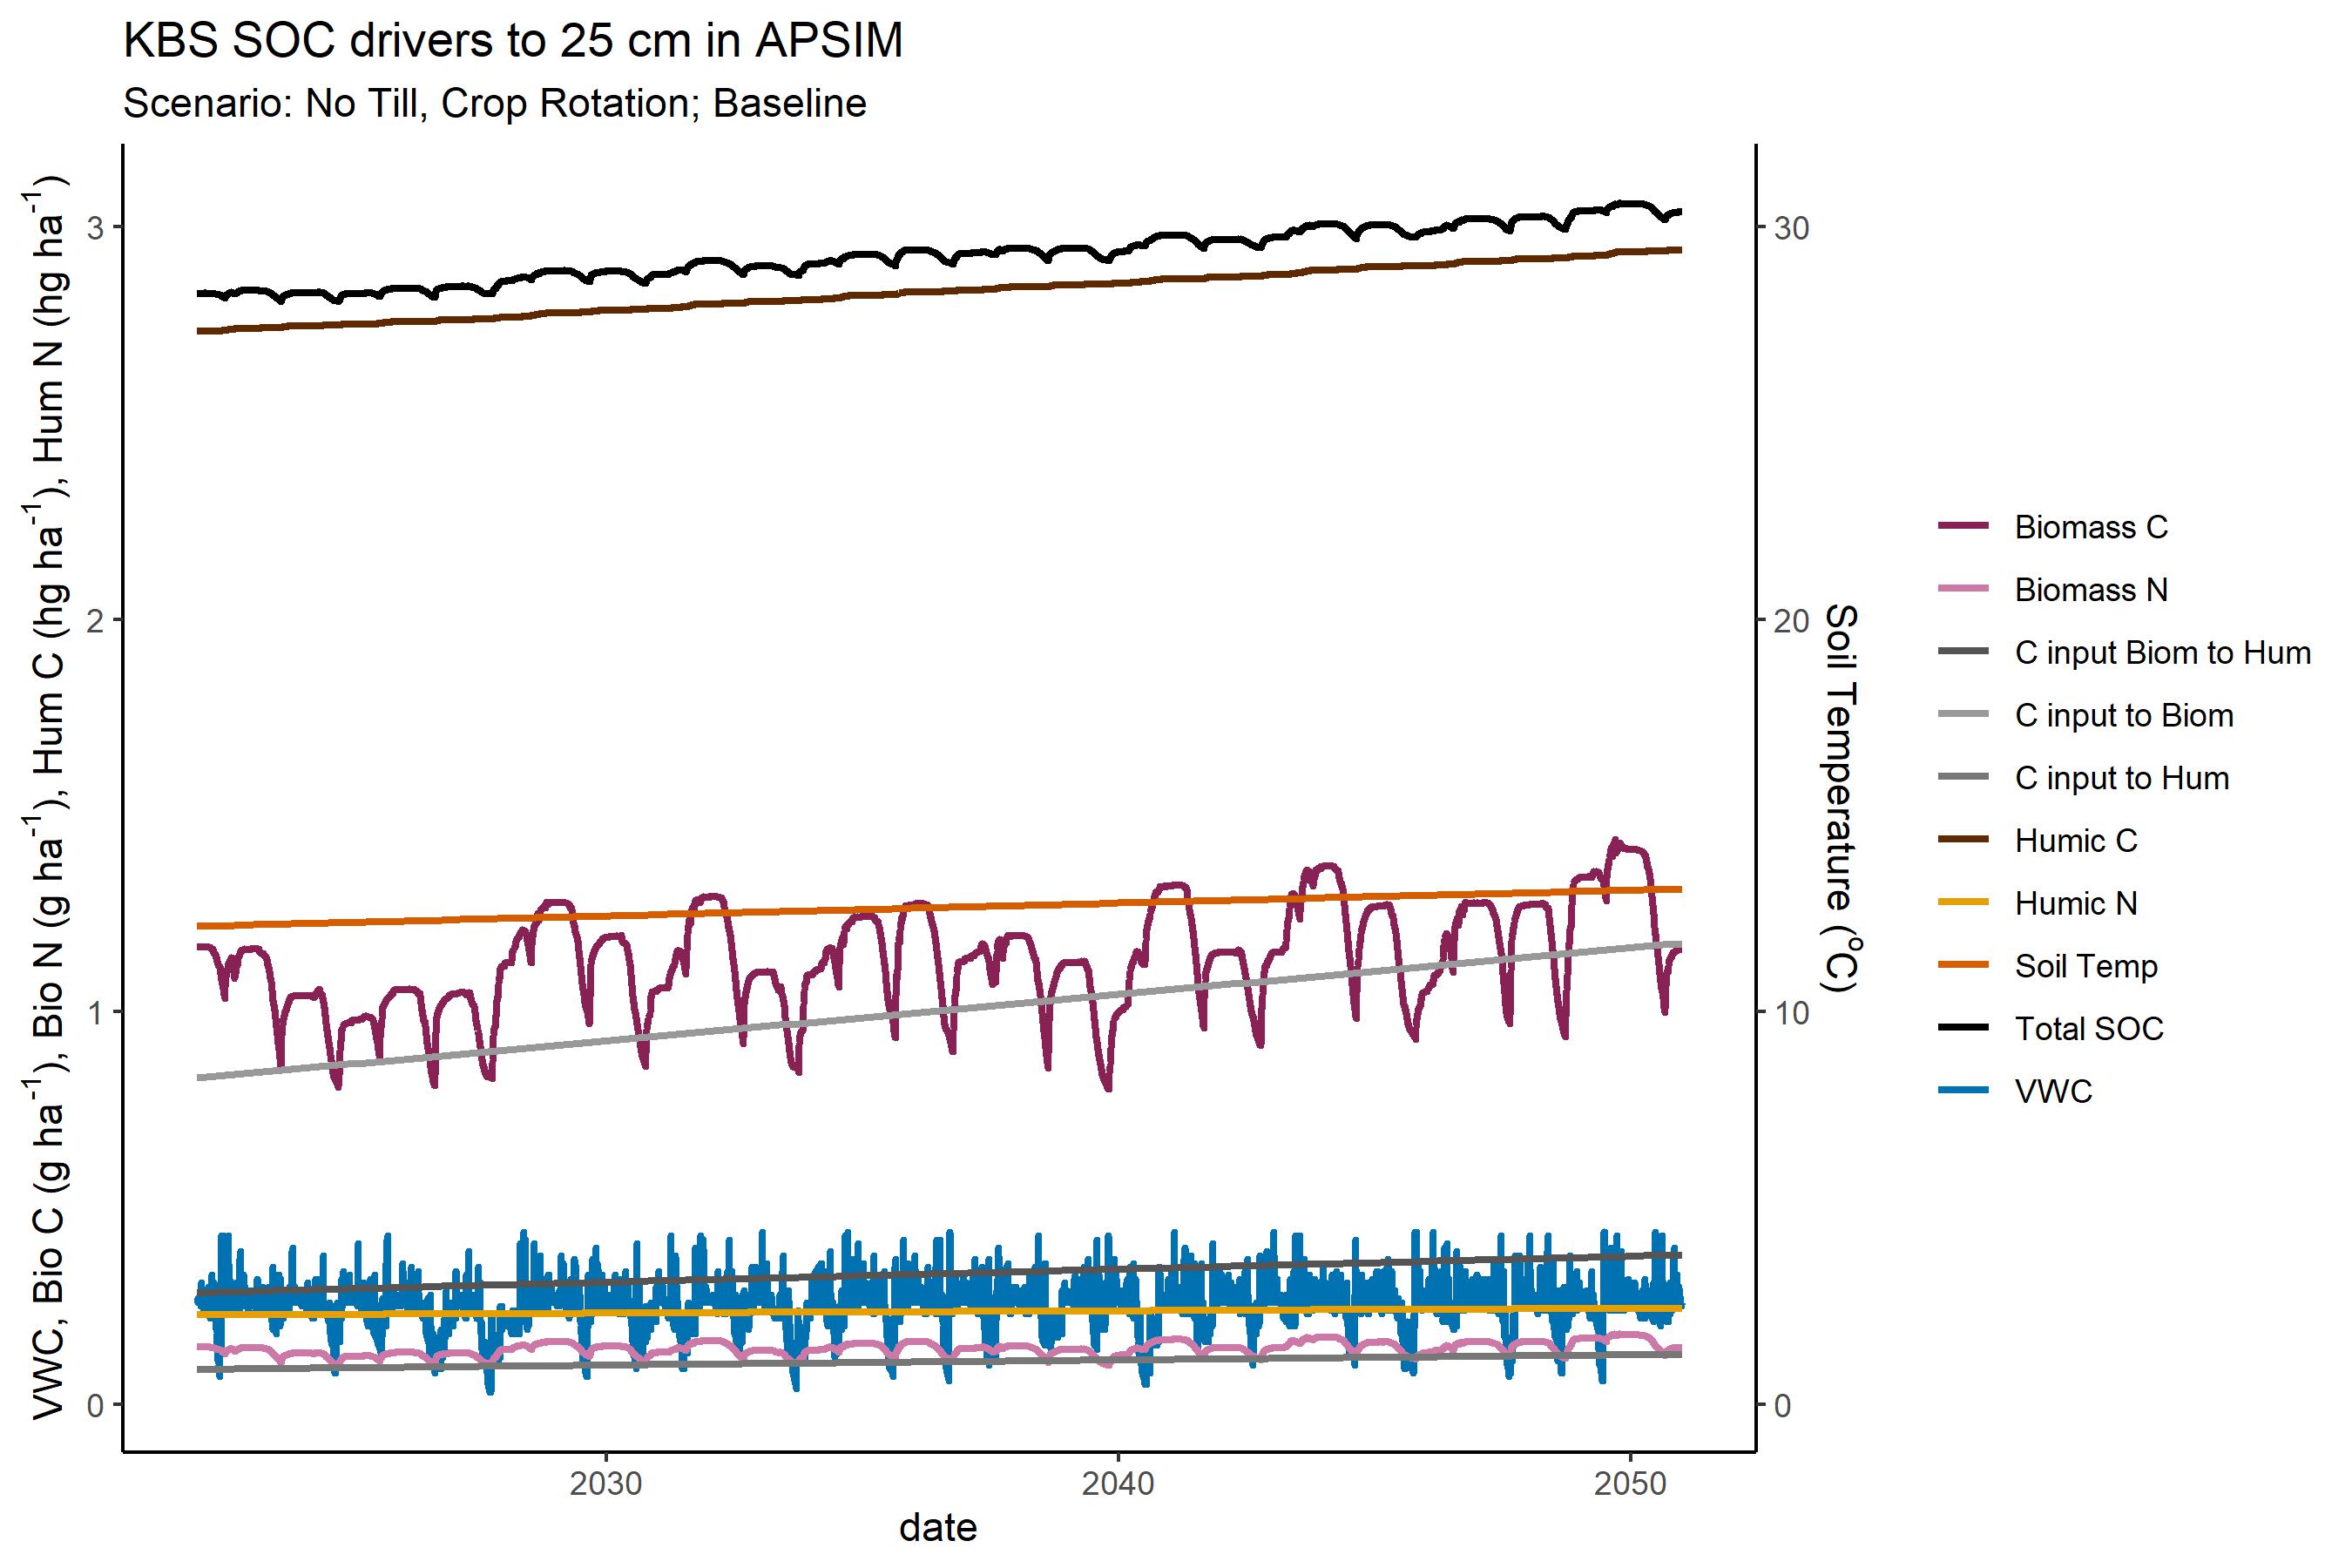 KBS SOC drivers to 25 cm in APSIM
Scenario: No Till, Crop Rotation; Baseline
VWC, Bio C (g ha⁻¹), Bio N (g ha⁻¹), Hum C (hg ha⁻¹), Hum N (hg ha⁻¹)
3
2
1
0
30
20
10
0
Soil Temperature (°C)
2030
2040
2050
date
Biomass C
Biomass N
C input Biom to Hum
C input to Biom
C input to Hum
Humic C
Humic N
Soil Temp
Total SOC
VWC